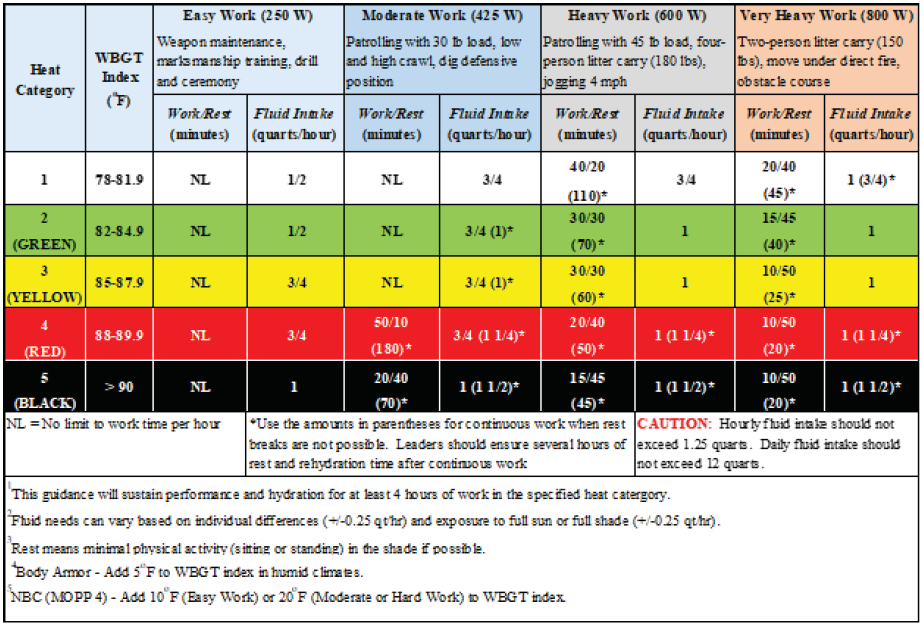 Heat Category
WBGT Index (°F)
Easy Work (250 W)
Weapon maintenance, marksmanship training, drill and ceremony
Moderate Work (425 W)
Patrolling with 30 lb load, low and high crawl, dig defensive position
Heavy Work (600 W)
Patrolling with 45 lb load, four-person litter carry (180 lbs), jogging 4 mph
Very Heavy Work (800 W)
Two-person litter carry (150 lbs), move under direct fire, obstacle course
Work/Rest (minutes) Fluid Intake (quarts/hour) Work/Rest (minutes) Fluid Intake (quarts/hour) Work/Rest (minutes) Fluid Intake (quarts/hour) Work/Rest (minutes) Fluid Intake (quarts/hour)
1 78-81.9 NL 1/2 NL 3/4 40/20 (110)* 3/4 20/40 (45)* 1 (3/4)*
2 (GREEN) 82-84.9 NL 1/2 NL 3/4 (1)* 30/30 (70)* 1 15/45 (40)* 1
3 (YELLOW) 85-87.9 NL 3/4 NL 3/4 (1)* 30/30 (60)* 1 10/50 (25)* 1
4 (RED) 88-89.9 NL 3/4 50/10 (180)* 3/4 (1 1/4)* 20/40 (50)* 1 (1 1/4)* 10/50 (20)* 1 (1 1/4)*
5 (BLACK) > 90 NL 1 20/40 (70)* 1 (1 1/2)* 15/45 (45)* 1 (1 1/2)* 10/50 (20)* 1 (1 1/2)*
NL = No limit to work time per hour
*Use the amounts in parentheses for continuous work when rest
breaks are not possible. Leaders should ensure several hours of
rest and rehydration time after continuous work
CAUTION: Hourly fluid intake should not
exceed 1.25 quarts. Daily fluid intake should
not exceed 12 quarts.
1This guidance will sustain performance and hydration for at least 4 hours of work in the specified heat catergory.
2Fluid needs can vary based on individual differences (+/-0.25 qt/hr) and exposure to full sun or full shade (+/-0.25 qt/hr).
3Rest means minimal physical activity (sitting or standing) in the shade if possible.
4Body Armor - Add 5°F to WBGT index in humid climates.
5NBC (MOPP 4) - Add 10°F (Easy Work) or 20°F (Moderate or Hard Work) to WBGT index.